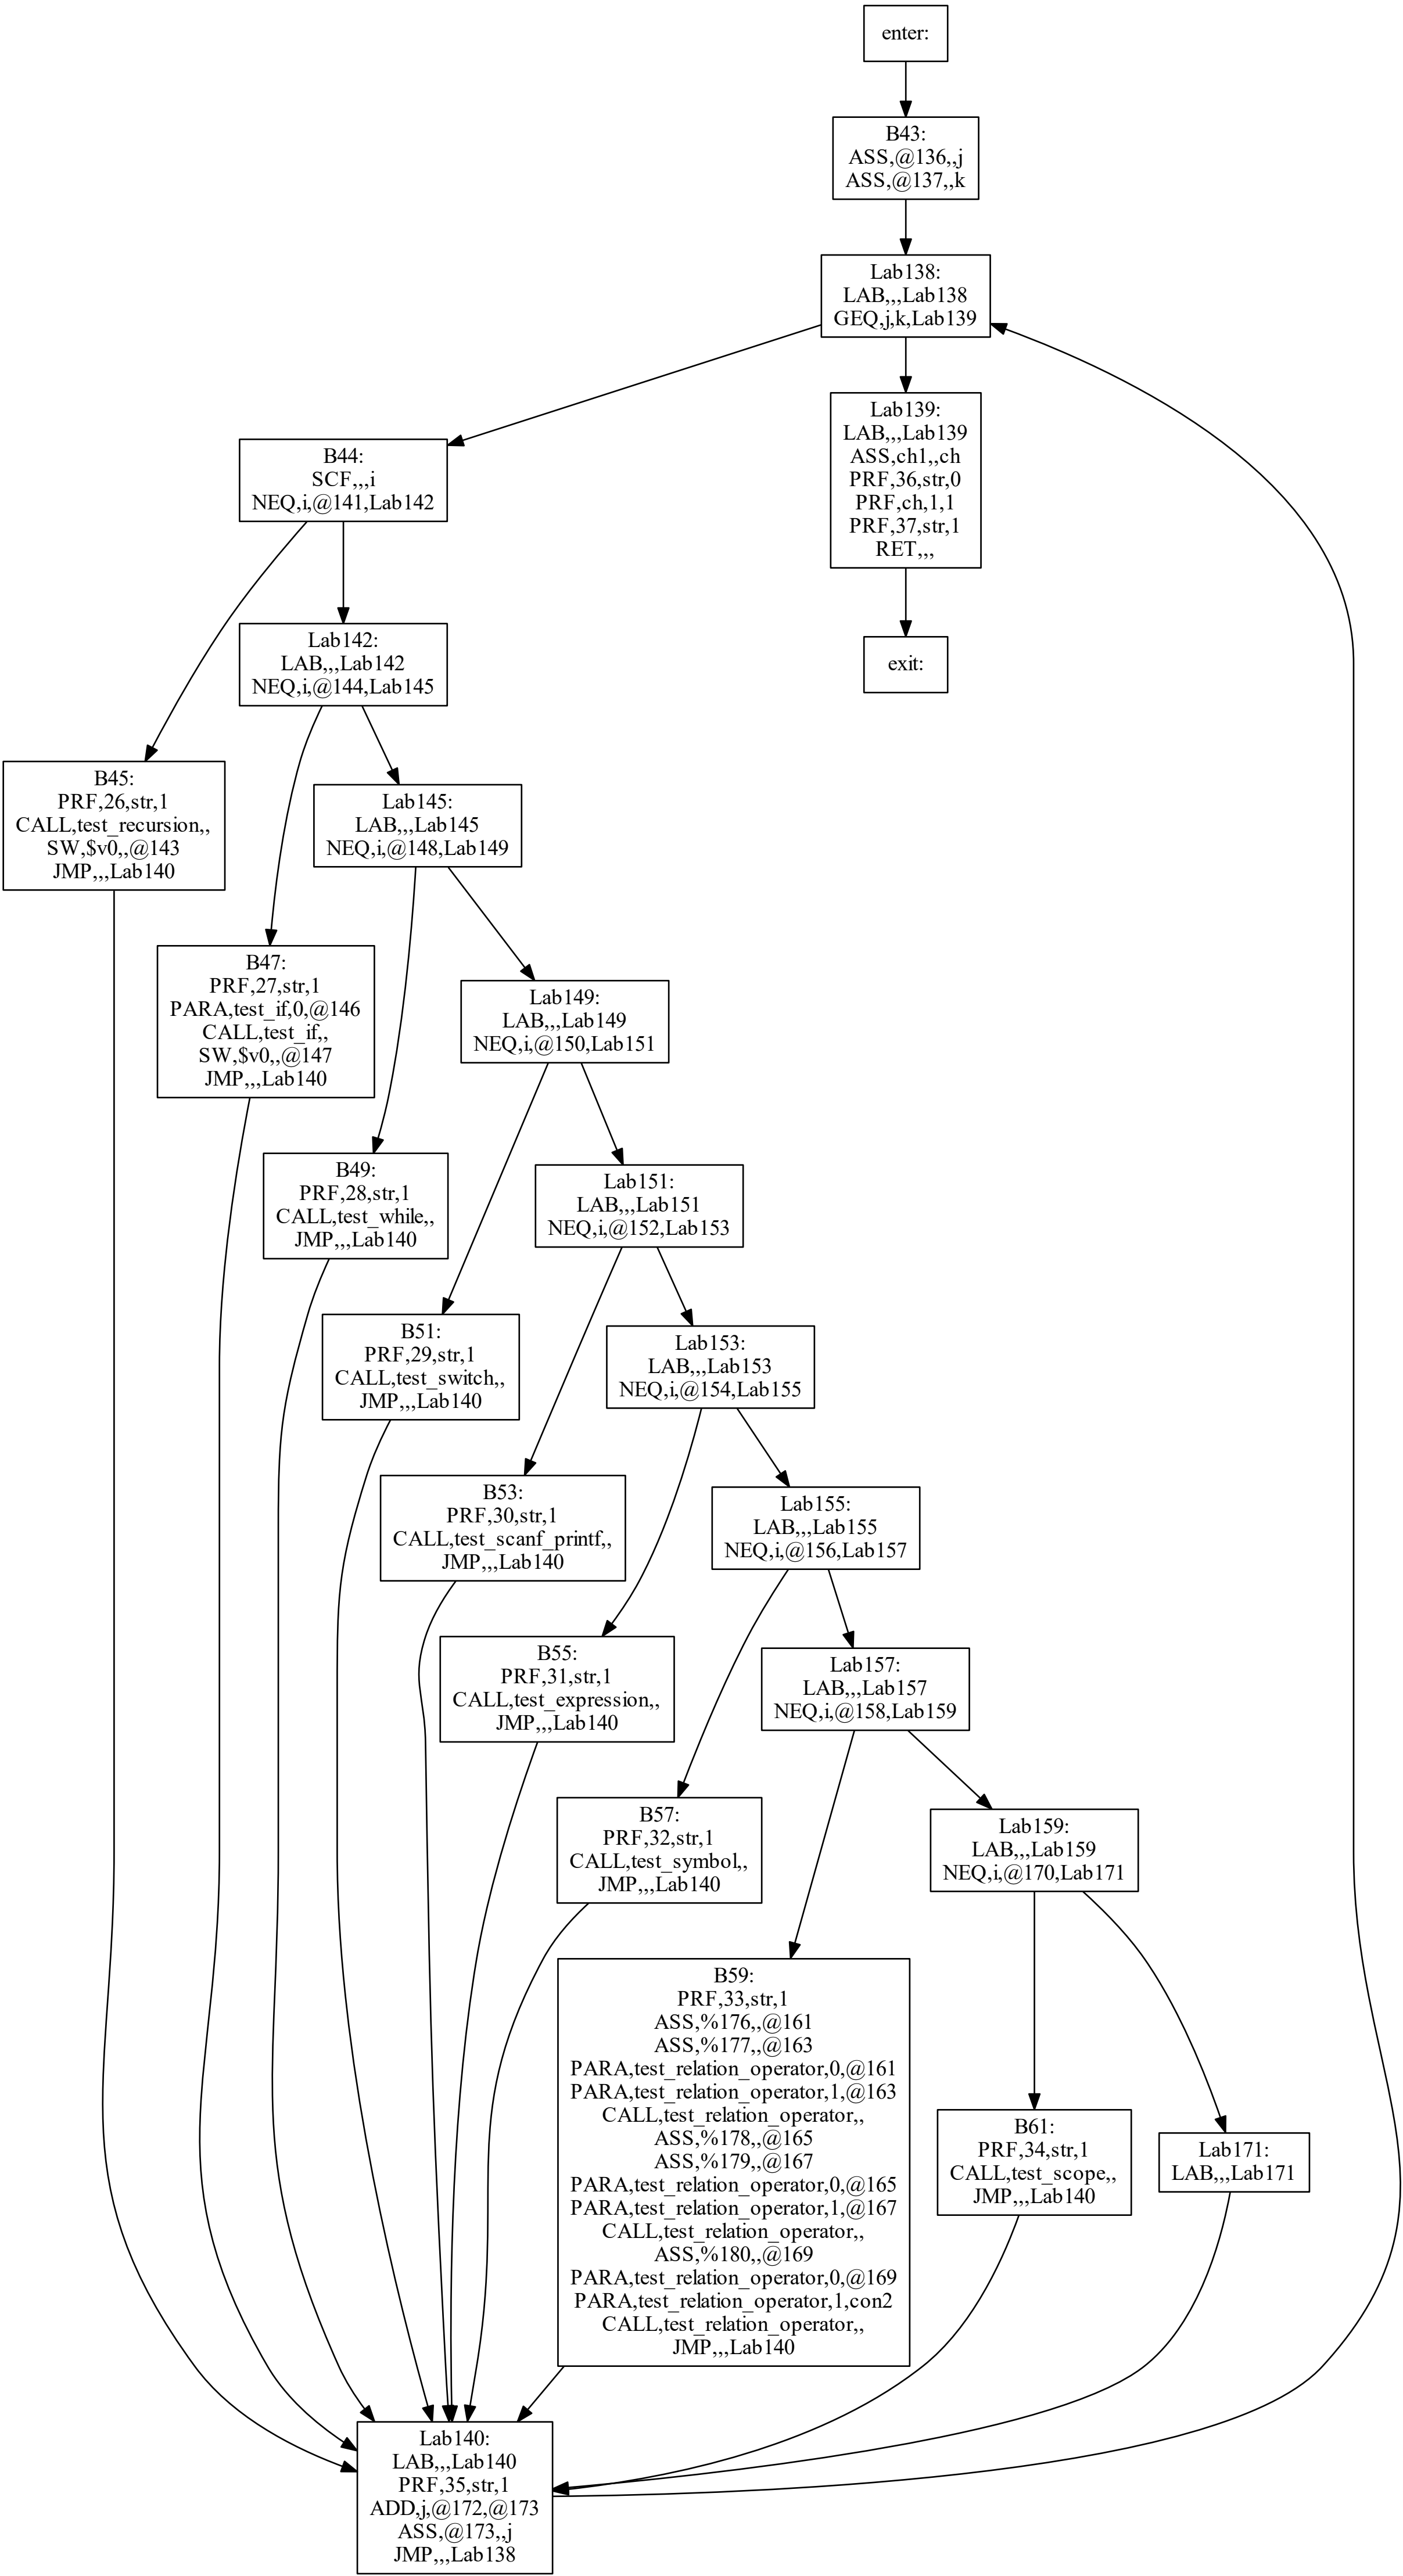 enter:
B43:
ASS,@136,,j
ASS,@137,,k
Lab138:
LAB,,,Lab138
GEQ,j,k,Lab139
Lab139:
LAB,,,Lab139
ASS,ch1,,ch
PRF,36,str,0
PRF,ch,1,1
PRF,37,str,1
RET,,,
B44:
SCF,,,i
NEQ,i,@141,Lab142
exit:
Lab142:
LAB,,,Lab142
NEQ,i,@144,Lab145
B45:
PRF,26,str,1
CALL,test_recursion,,
SW,$v0,,@143
JMP,,,Lab140
Lab145:
LAB,,,Lab145
NEQ,i,@148,Lab149
B47:
PRF,27,str,1
PARA,test_if,0,@146
CALL,test_if,,
SW,$v0,,@147
JMP,,,Lab140
Lab149:
LAB,,,Lab149
NEQ,i,@150,Lab151
B49:
PRF,28,str,1
CALL,test_while,,
JMP,,,Lab140
Lab151:
LAB,,,Lab151
NEQ,i,@152,Lab153
B51:
PRF,29,str,1
CALL,test_switch,,
JMP,,,Lab140
Lab153:
LAB,,,Lab153
NEQ,i,@154,Lab155
B53:
PRF,30,str,1
CALL,test_scanf_printf,,
JMP,,,Lab140
Lab155:
LAB,,,Lab155
NEQ,i,@156,Lab157
B55:
PRF,31,str,1
CALL,test_expression,,
JMP,,,Lab140
Lab157:
LAB,,,Lab157
NEQ,i,@158,Lab159
B57:
PRF,32,str,1
CALL,test_symbol,,
JMP,,,Lab140
Lab159:
LAB,,,Lab159
NEQ,i,@170,Lab171
B59:
PRF,33,str,1
ASS,%176,,@161
ASS,%177,,@163
PARA,test_relation_operator,0,@161
PARA,test_relation_operator,1,@163
CALL,test_relation_operator,,
ASS,%178,,@165
ASS,%179,,@167
PARA,test_relation_operator,0,@165
PARA,test_relation_operator,1,@167
CALL,test_relation_operator,,
ASS,%180,,@169
PARA,test_relation_operator,0,@169
PARA,test_relation_operator,1,con2
CALL,test_relation_operator,,
JMP,,,Lab140
B61:
PRF,34,str,1
CALL,test_scope,,
JMP,,,Lab140
Lab171:
LAB,,,Lab171
Lab140:
LAB,,,Lab140
PRF,35,str,1
ADD,j,@172,@173
ASS,@173,,j
JMP,,,Lab138